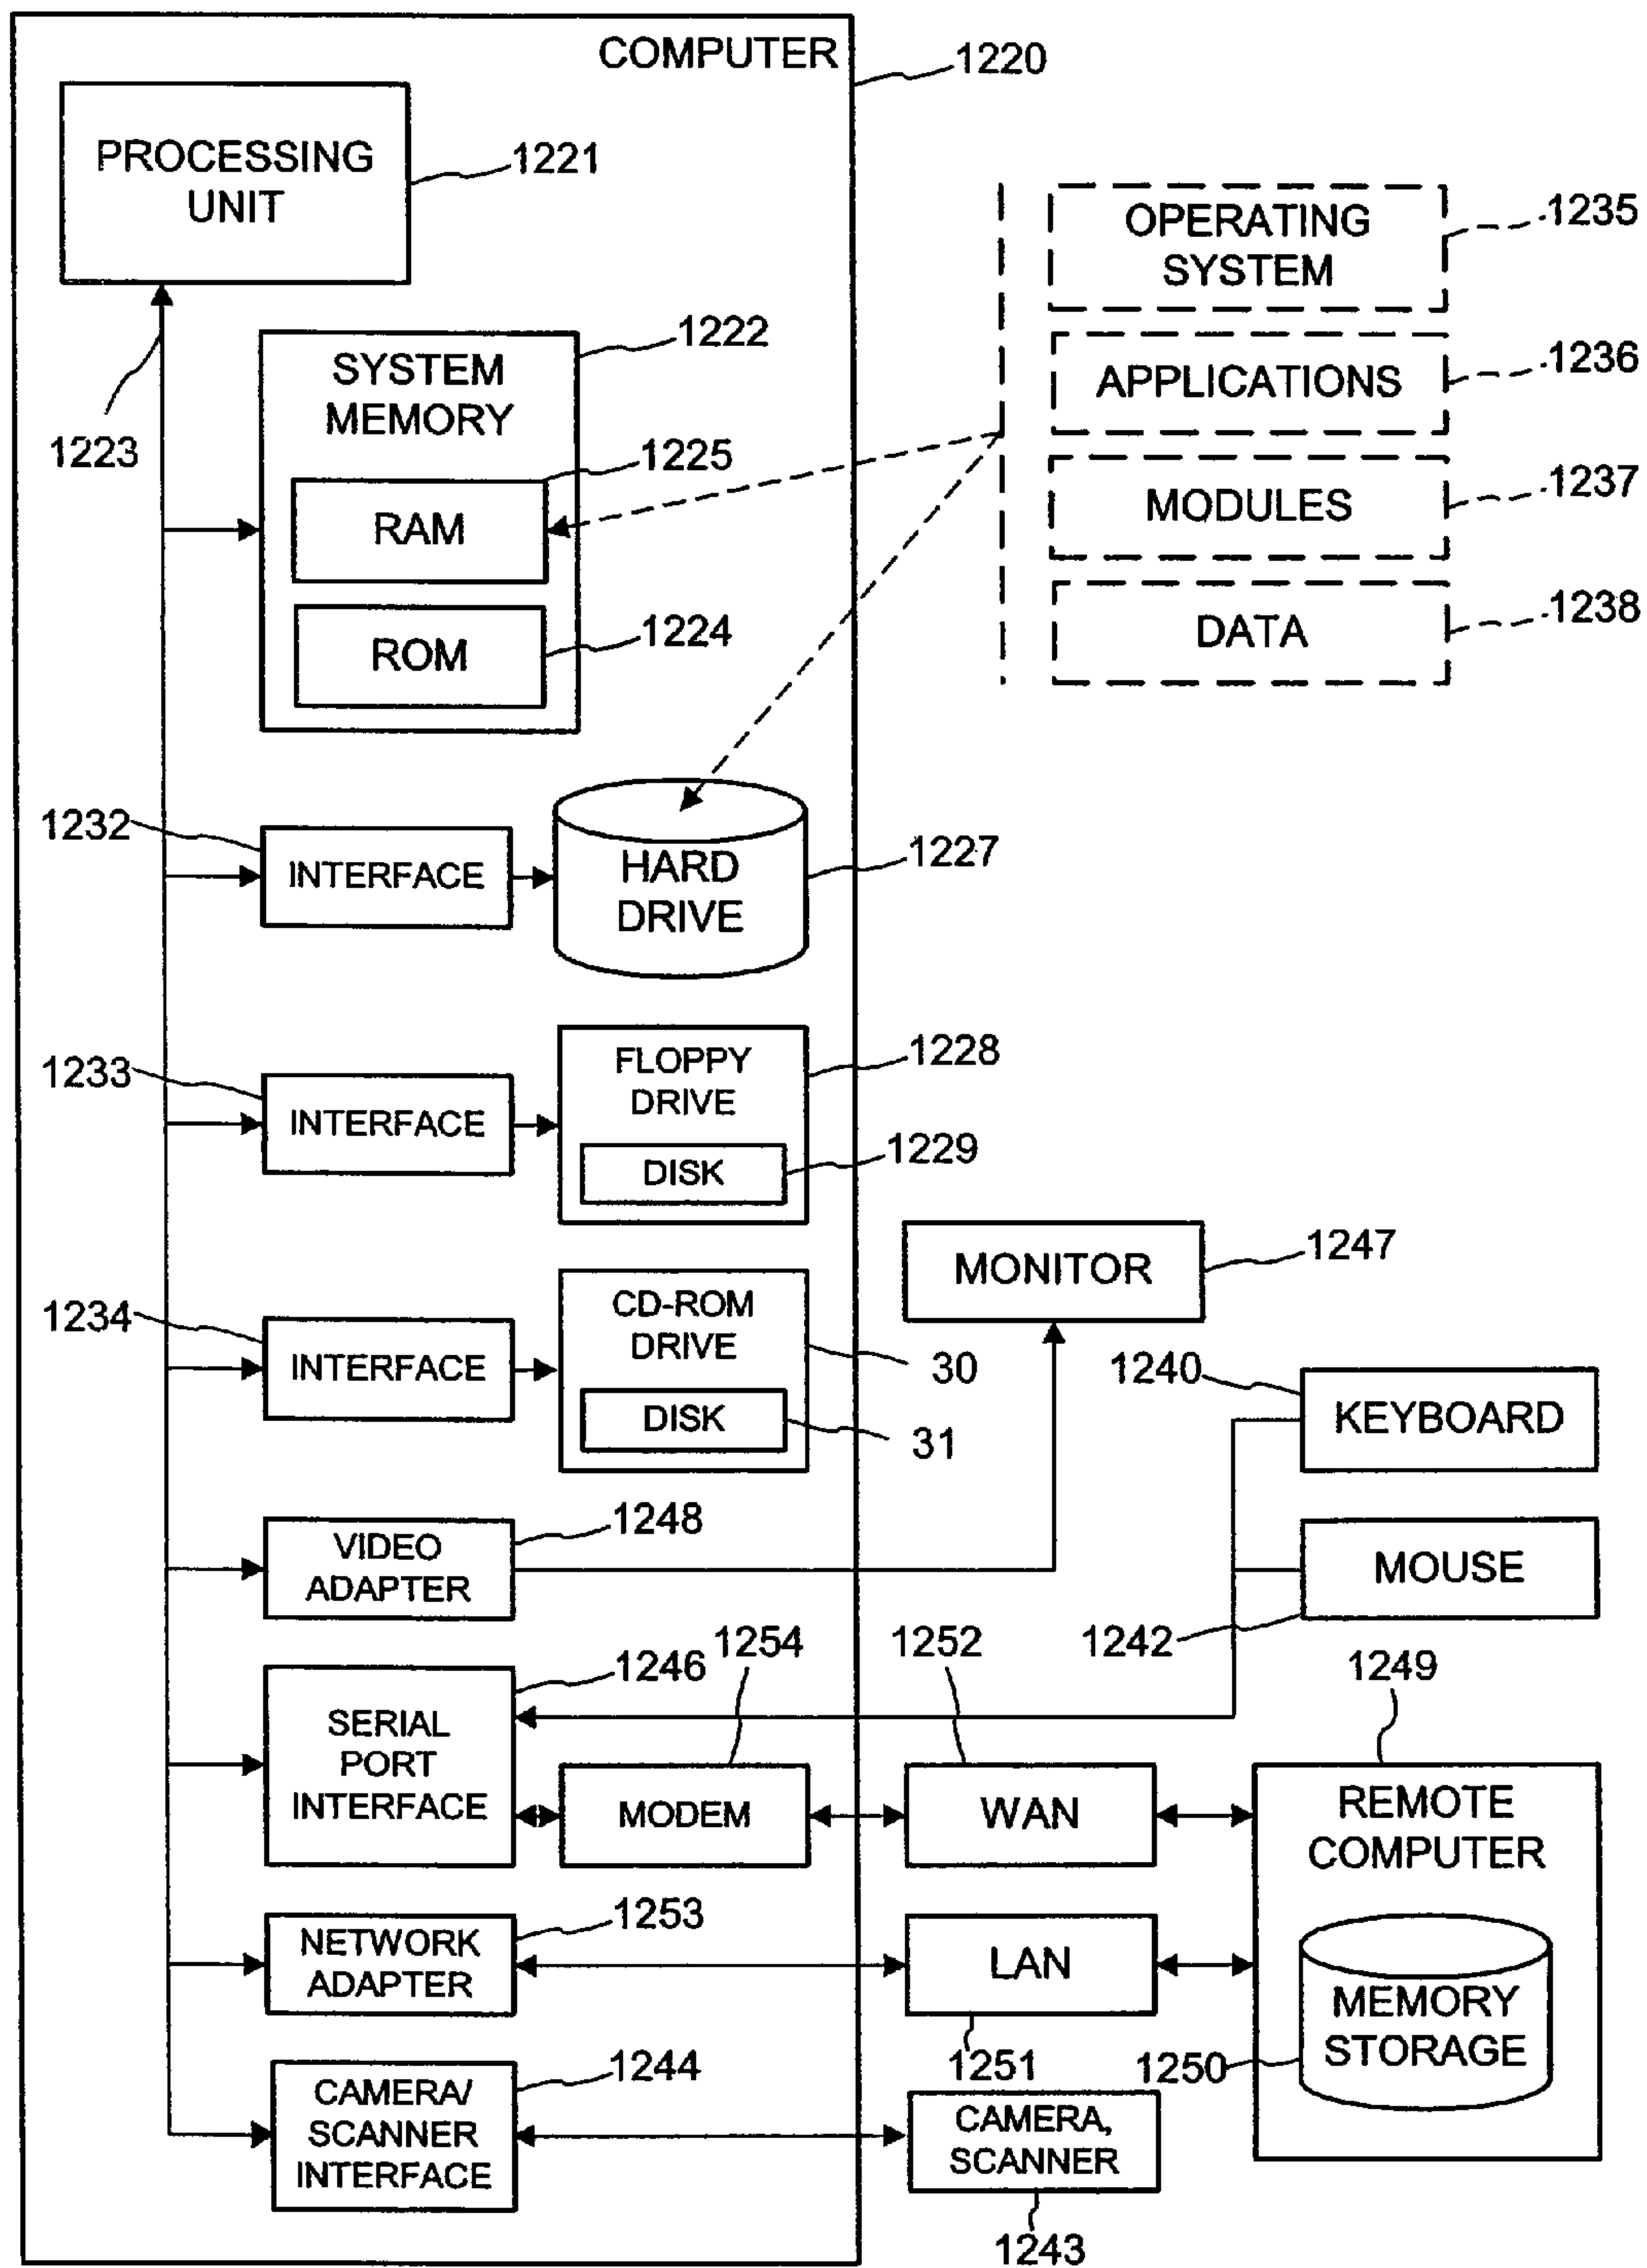 COMPUTER
1220
PROCESSING
UNIT
1221
1223
SYSTEM
MEMORY
1222
RAM
1225
ROM
1224
OPERATING
SYSTEM
1235
APPLICATIONS
1236
MODULES
1237
DATA
1238
1232
INTERFACE
HARD
DRIVE
1227
1233
INTERFACE
FLOPPY
DRIVE
1228
DISK
1229
1234
INTERFACE
CD-ROM
DRIVE
30
DISK
31
MONITOR
1247
1240
KEYBOARD
MOUSE
1242
VIDEO
ADAPTER
1248
SERIAL
PORT
INTERFACE
1246
1254
MODEM
1252
WAN
1249
REMOTE
COMPUTER
MEMORY
STORAGE
1250
NETWORK
ADAPTER
1253
LAN
1251
CAMERA/
SCANNER
INTERFACE
1244
CAMERA,
SCANNER
1243